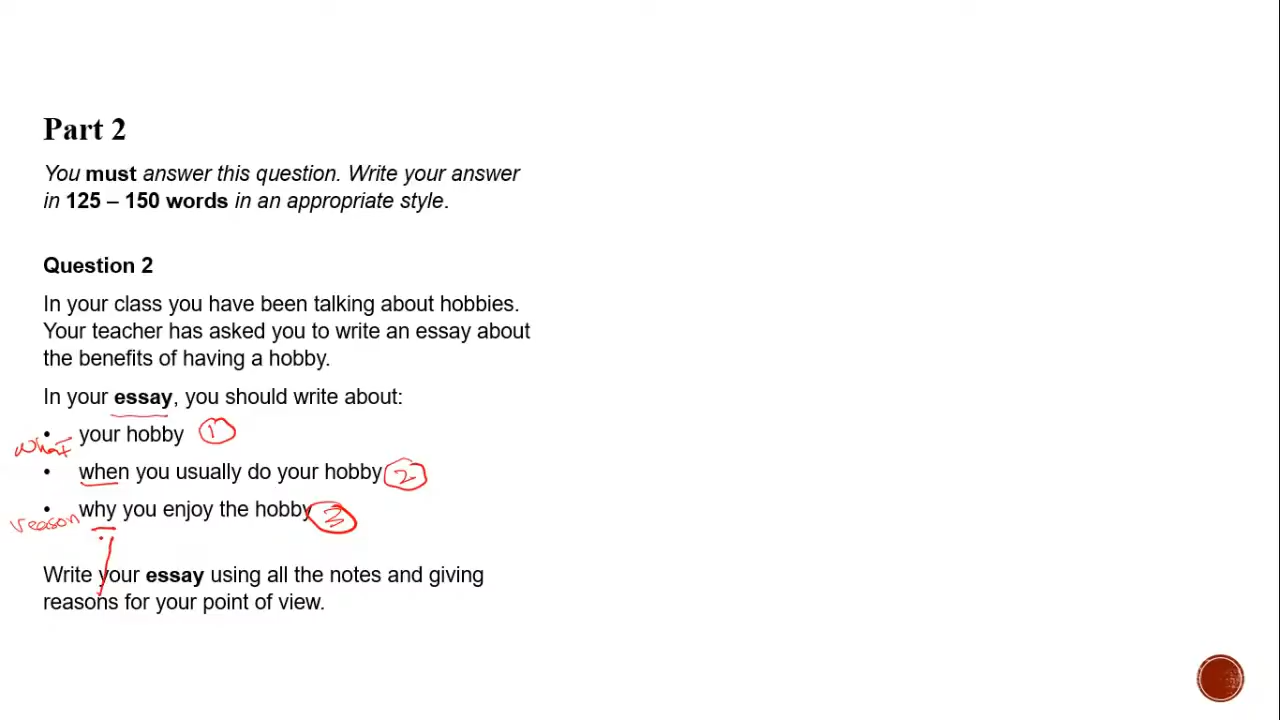 Part 2
You must answer this question. Write your answer
in 125 – 150 words in an appropriate style.
Question 2
In your class you have been talking about hobbies.
Your teacher has asked you to write an essay about
the benefits of having a hobby.
In your essay, you should write about:
• your hobby 1
what
• when you usually do your hobby 2
• why you enjoy the hobby 3
reason
Write your essay using all the notes and giving
reasons for your point of view.